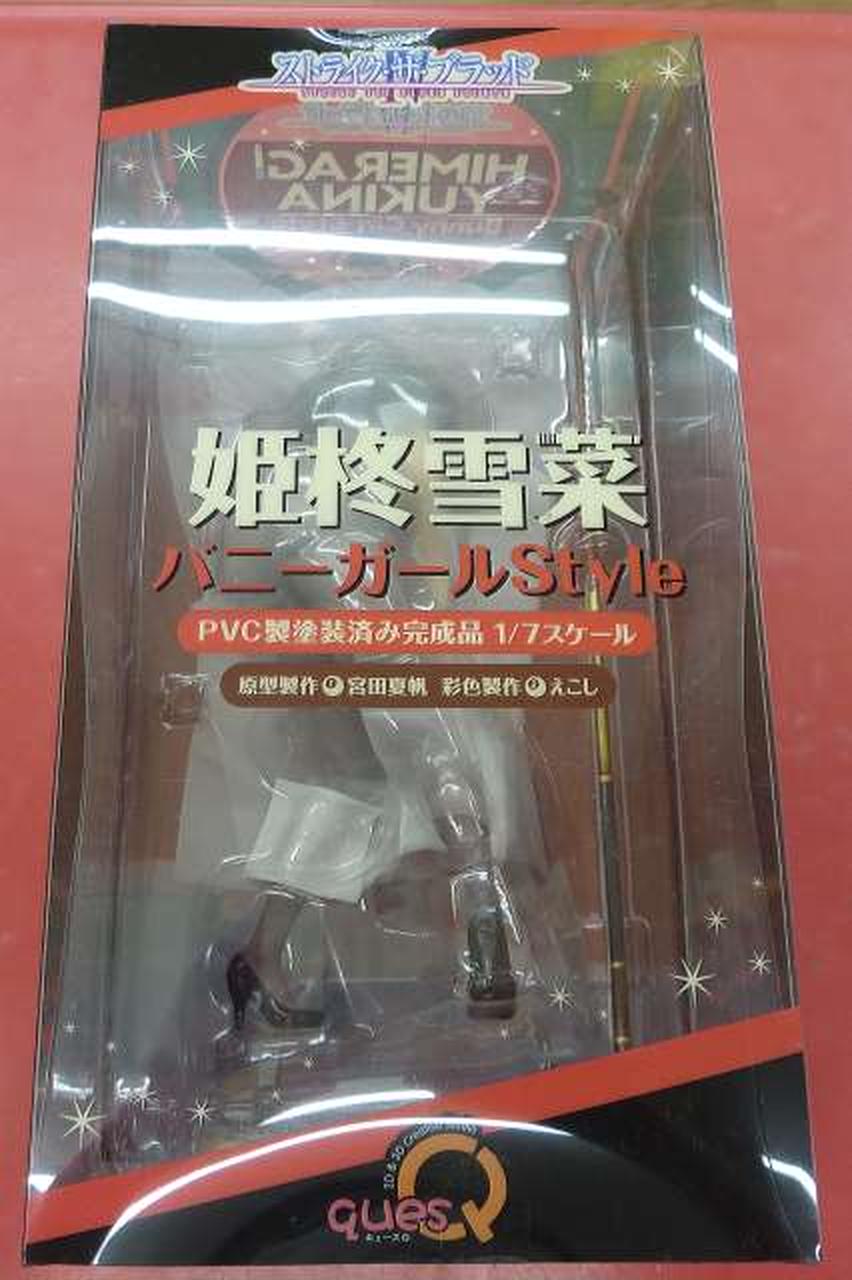 ストライク・ザ・ブラッド
HIMERAGI
YUKINA
姫柊雪菜
バニーガールStyle
PVC製塗装済み完成品 1/7スケール
原型製作 宮田夏帆 彩色製作 えこし
quesQ
キューズQ